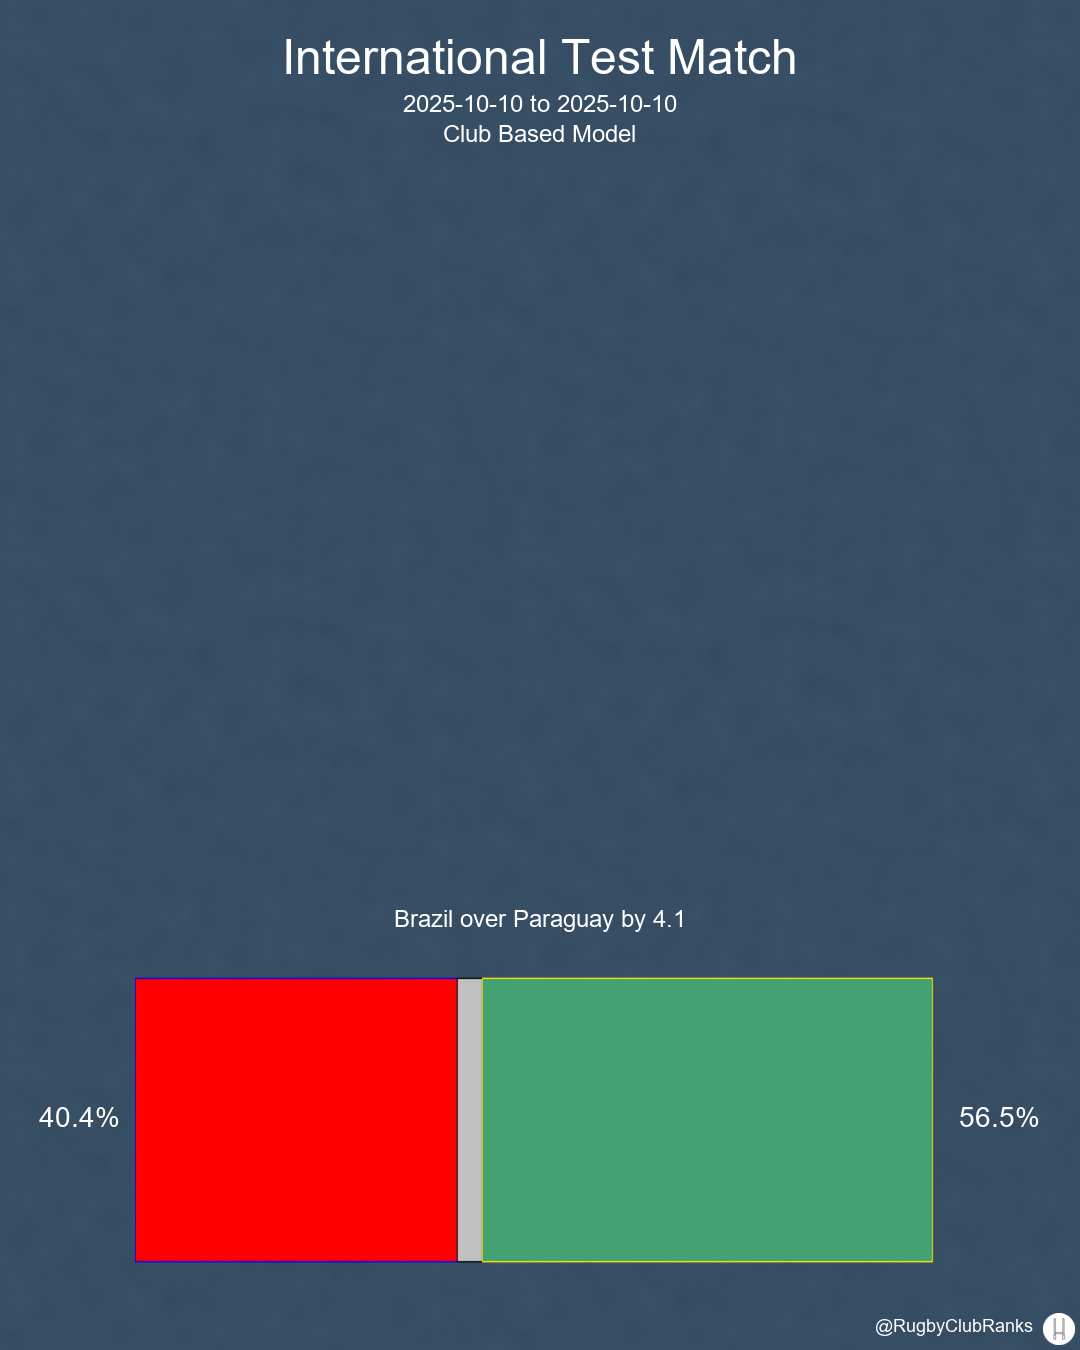 International Test Match
2025-10-10 to 2025-10-10
Club Based Model
Brazil over Paraguay by 4.1
40.4%
56.5%
@RugbyClubRanks